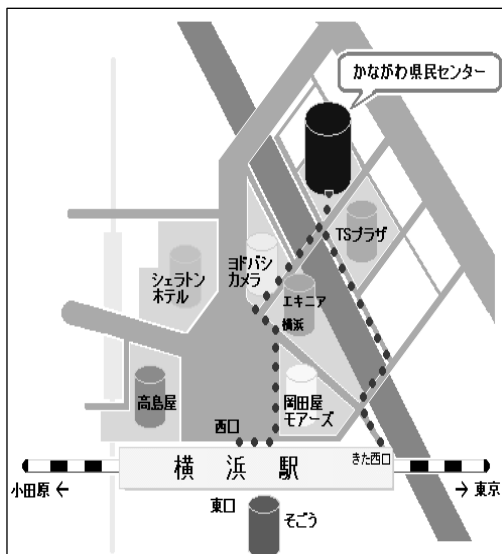 かながわ県民センター
TSプラザ
ヨドバシ
カメラ
シェラトン
ホテル
エキニア
横浜
高島屋
岡田屋
モアーズ
西口
きた西口
横浜駅
小田原←
→東京
東口
そごう